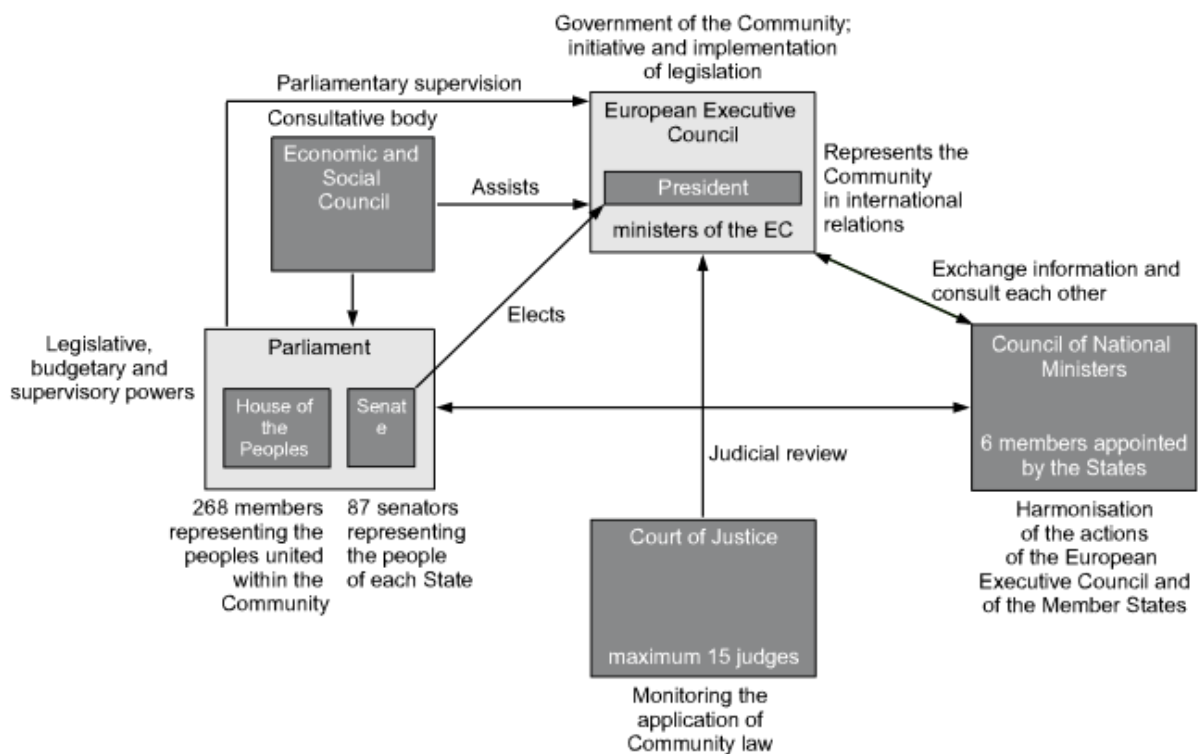 Government of the Community;
initiative and implementation
of legislation
Parliamentary supervision
Consultative body
Economic and
Social
Council
Assists
European Executive
Council
President
ministers of the EC
Represents the
Community
in international
relations
Exchange information and
consult each other
Elects
Legislative,
budgetary and
supervisory powers
Parliament
House of
the
Peoples
Senat
e
268 members
representing the
peoples united
within the
Community
87 senators
representing
the people
of each State
Judicial review
Council of National
Ministers
6 members appointed
by the States
Harmonisation
of the actions
of the European
Executive Council and
of the Member States
Court of Justice
maximum 15 judges
Monitoring the
application of
Community law